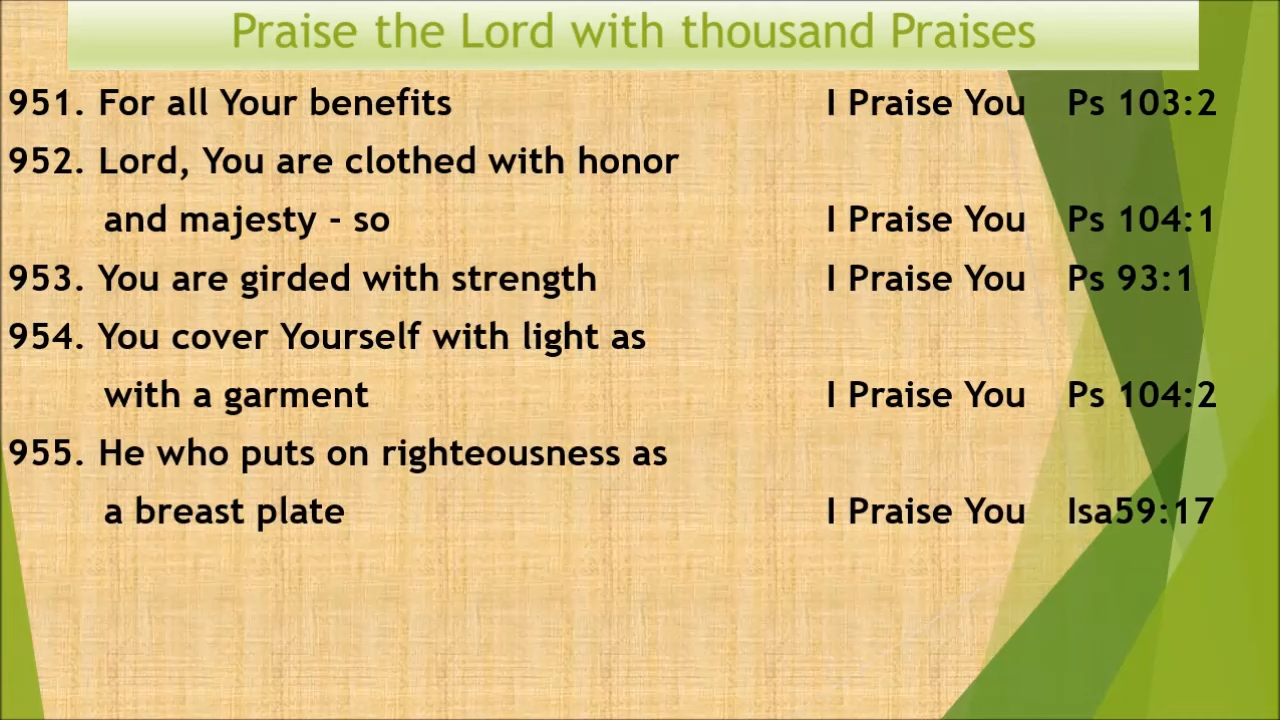 Praise the Lord with thousand Praises
951. For all Your benefits I Praise You Ps 103:2
952. Lord, You are clothed with honor
and majesty - so I Praise You Ps 104:1
953. You are girded with strength I Praise You Ps 93:1
954. You cover Yourself with light as
with a garment I Praise You Ps 104:2
955. He who puts on righteousness as
a breast plate I Praise You Isa59:17